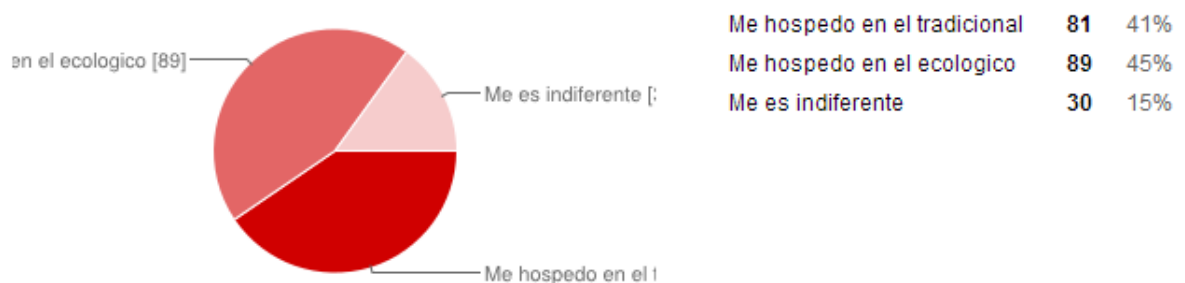 en el ecologico [89]
Me es indiferente [
Me hospedo en el
Me hospedo en el tradicional 81 41%
Me hospedo en el ecologico 89 45%
Me es indiferente 30 15%